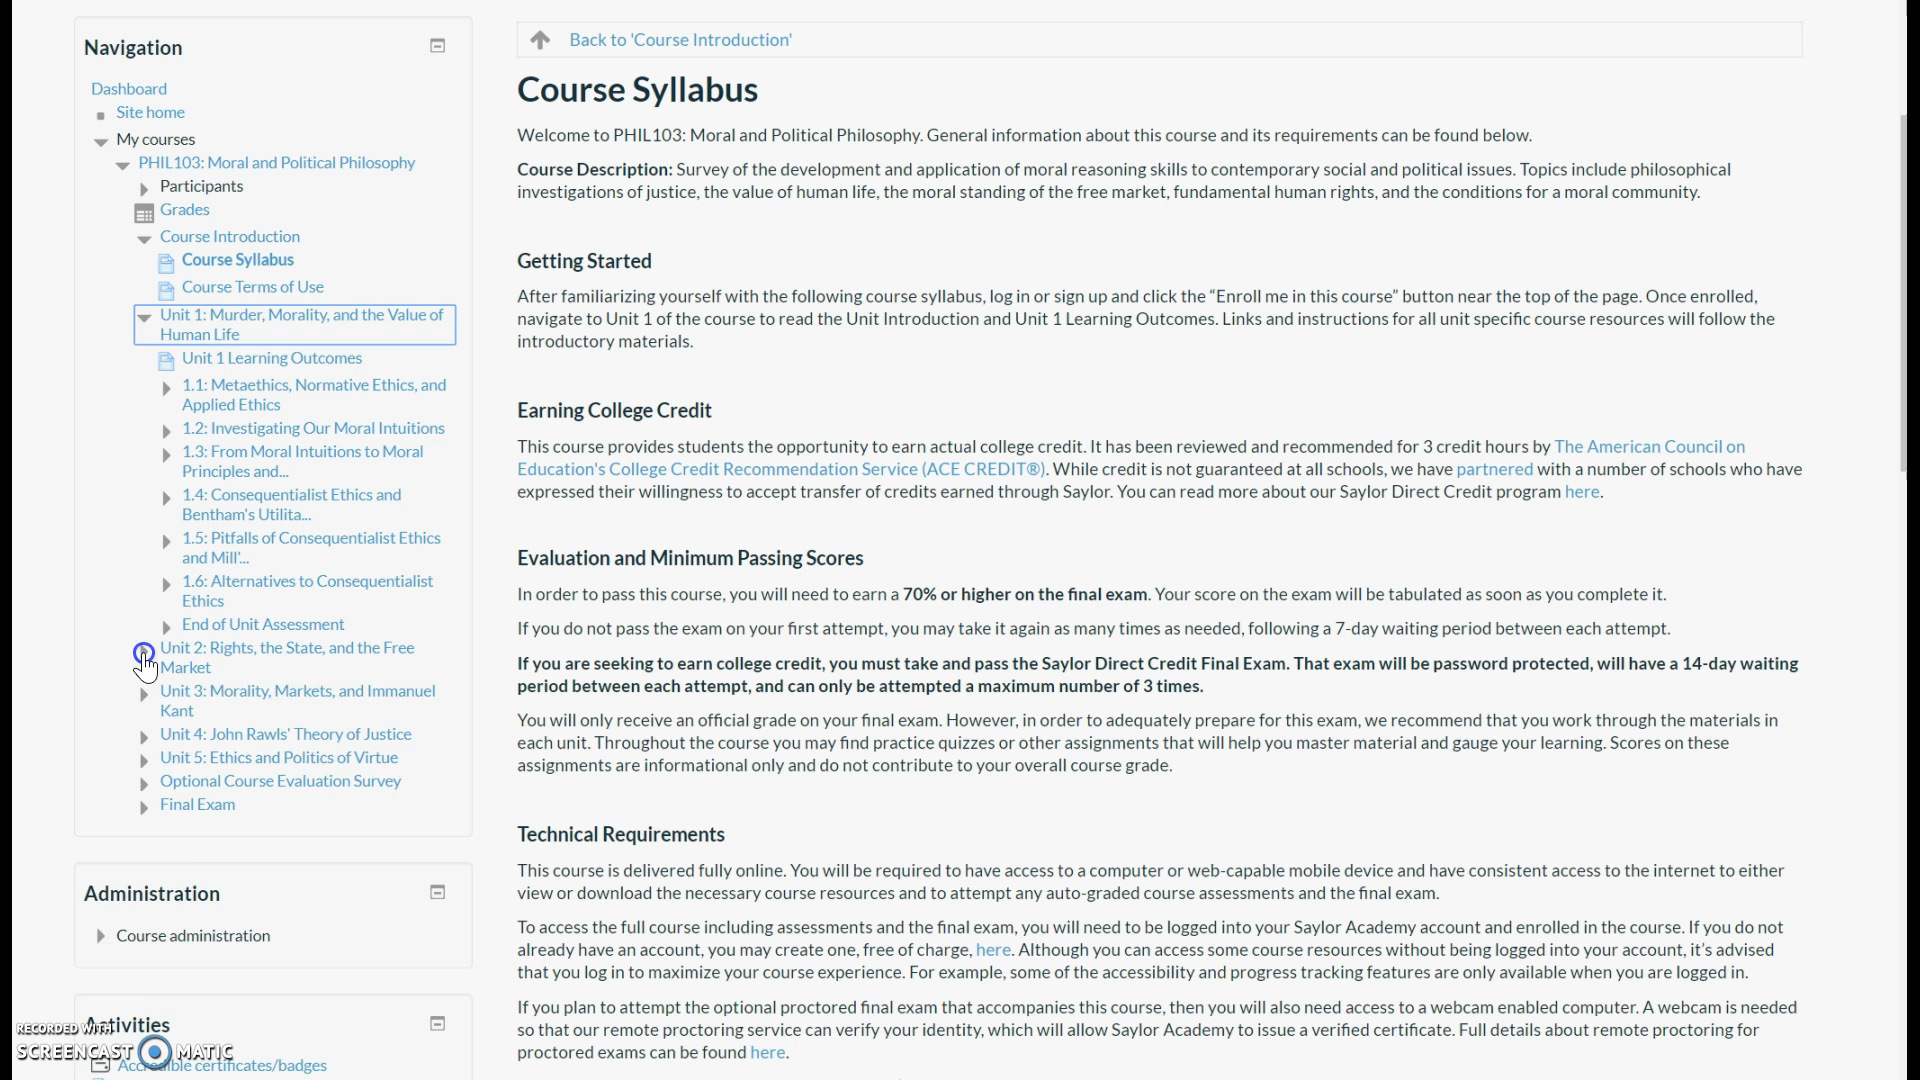 Navigation
Dashboard
Site home
My courses
PHIL103: Moral and Political Philosophy
Participants
Grades
Course Introduction
Course Syllabus
Course Terms of Use
Unit 1: Murder, Morality, and the Value of
Human Life
Unit 1 Learning Outcomes
1.1: Metaethics, Normative Ethics, and
Applied Ethics
1.2: Investigating Our Moral Intuitions
1.3: From Moral Intuitions to Moral
Principles and...
1.4: Consequentialist Ethics and
Bentham's Utilita...
1.5: Pitfalls of Consequentialist Ethics
and Mill'...
1.6: Alternatives to Consequentialist
Ethics
End of Unit Assessment
Unit 2: Rights, the State, and the Free
Market
Unit 3: Morality, Markets, and Immanuel
Kant
Unit 4: John Rawls' Theory of Justice
Unit 5: Ethics and Politics of Virtue
Optional Course Evaluation Survey
Final Exam
Administration
Course administration
Activities
Accredible certificates/badges
RECORDED WITH
SCREENCAST MATIC
Back to 'Course Introduction'
Course Syllabus
Welcome to PHIL103: Moral and Political Philosophy. General information about this course and its requirements can be found below.
Course Description: Survey of the development and application of moral reasoning skills to contemporary social and political issues. Topics include philosophical
investigations of justice, the value of human life, the moral standing of the free market, fundamental human rights, and the conditions for a moral community.
Getting Started
After familiarizing yourself with the following course syllabus, log in or sign up and click the “Enroll me in this course” button near the top of the page. Once enrolled,
navigate to Unit 1 of the course to read the Unit Introduction and Unit 1 Learning Outcomes. Links and instructions for all unit specific course resources will follow the
introductory materials.
Earning College Credit
This course provides students the opportunity to earn actual college credit. It has been reviewed and recommended for 3 credit hours by The American Council on
Education's College Credit Recommendation Service (ACE CREDIT®). While credit is not guaranteed at all schools, we have partnered with a number of schools who have
expressed their willingness to accept transfer of credits earned through Saylor. You can read more about our Saylor Direct Credit program here.
Evaluation and Minimum Passing Scores
In order to pass this course, you will need to earn a 70% or higher on the final exam. Your score on the exam will be tabulated as soon as you complete it.
If you do not pass the exam on your first attempt, you may take it again as many times as needed, following a 7-day waiting period between each attempt.
If you are seeking to earn college credit, you must take and pass the Saylor Direct Credit Final Exam. That exam will be password protected, will have a 14-day waiting
period between each attempt, and can only be attempted a maximum number of 3 times.
You will only receive an official grade on your final exam. However, in order to adequately prepare for this exam, we recommend that you work through the materials in
each unit. Throughout the course you may find practice quizzes or other assignments that will help you master material and gauge your learning. Scores on these
assignments are informational only and do not contribute to your overall course grade.
Technical Requirements
This course is delivered fully online. You will be required to have access to a computer or web-capable mobile device and have consistent access to the internet to either
view or download the necessary course resources and to attempt any auto-graded course assessments and the final exam.
To access the full course including assessments and the final exam, you will need to be logged into your Saylor Academy account and enrolled in the course. If you do not
already have an account, you may create one, free of charge, here. Although you can access some course resources without being logged into your account, it’s advised
that you log in to maximize your course experience. For example, some of the accessibility and progress tracking features are only available when you are logged in.
If you plan to attempt the optional proctored final exam that accompanies this course, then you will also need access to a webcam enabled computer. A webcam is needed
so that our remote proctoring service can verify your identity, which will allow Saylor Academy to issue a verified certificate. Full details about remote proctoring for
proctored exams can be found here.